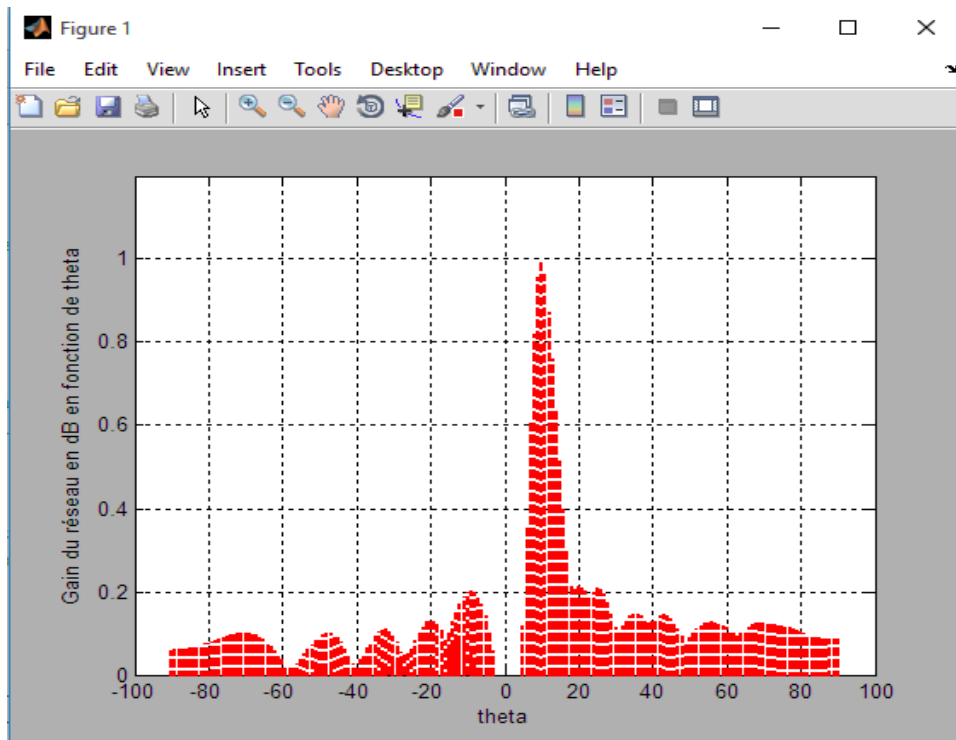 Figure 1
File Edit View Insert Tools Desktop Window Help
Gain du réseau en dB en fonction de theta
1
0.8
0.6
0.4
0.2
0
-100 -80 -60 -40 -20 0 20 40 60 80 100
theta